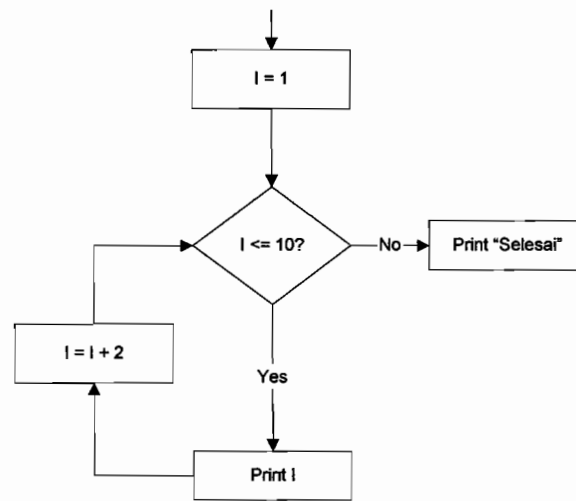 I = 1
I <= 10?
No
Print “Selesai”
I = I + 2
Yes
Print I